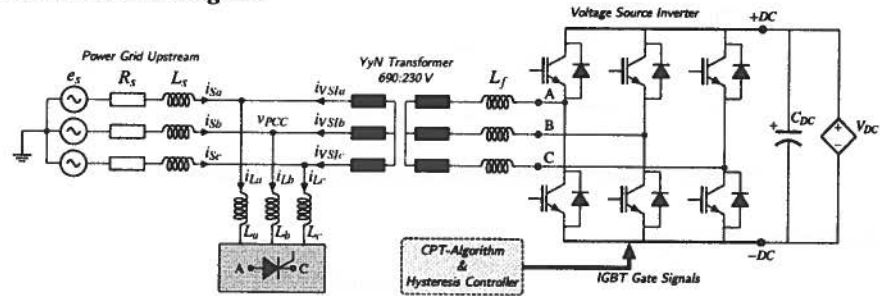 Voltage Source Inverter
+DC
Power Grid Upstream
YyN Transformer
690:230 V
e_s
R_s
L_s
i_Sa
i_VSIa
L_f
A
i_Sb
v_PCC
i_VSIb
B
C_DC
+
V_DC
i_Sc
i_VSIc
C
i_La
i_Lb
i_Lc
L_a
L_b
L_c
A
C
CPT-Algorithm
&
Hysteresis Controller
IGBT Gate Signals
−DC